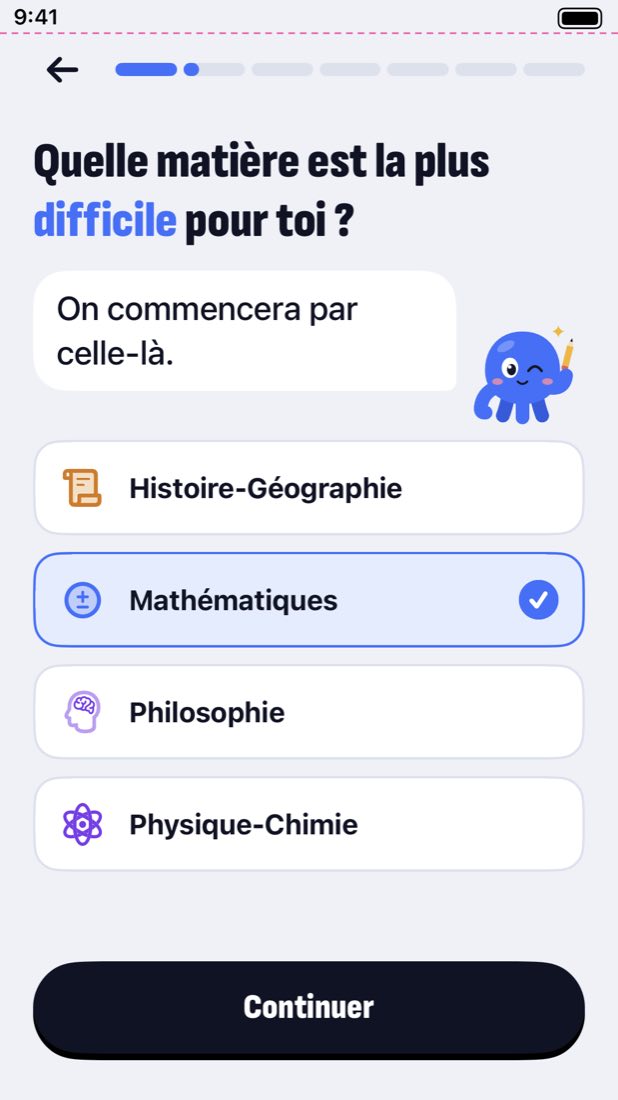 9:41
Quelle matière est la plus
difficile pour toi ?
On commencera par
celle-là.
Histoire-Géographie
Mathématiques
Philosophie
Physique-Chimie
Continuer